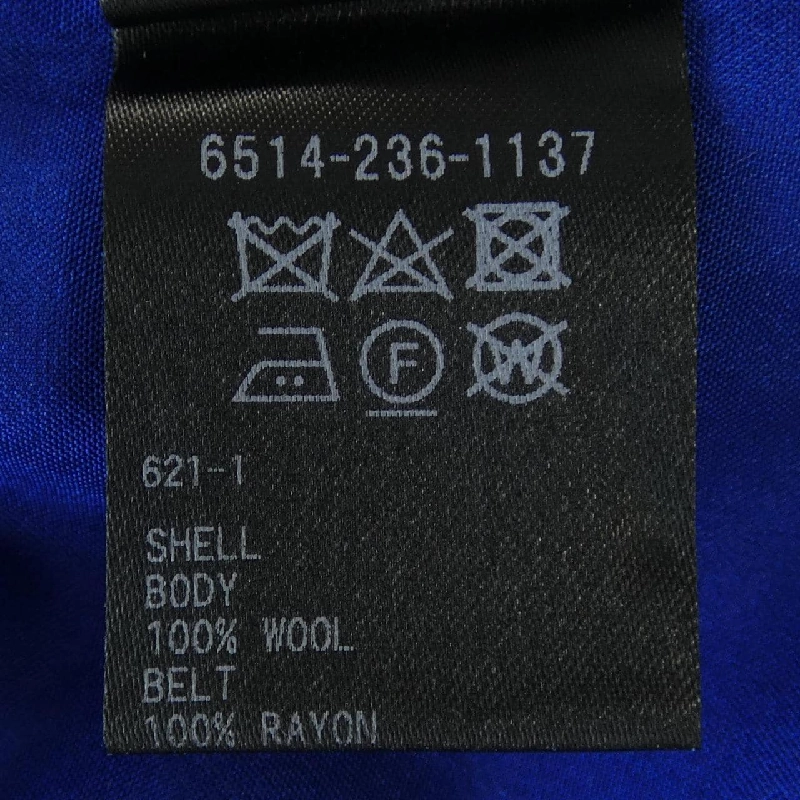 6514-236-1137
F W
621-1
SHELL
BODY
100% WOOL
BELT
100% RAYON